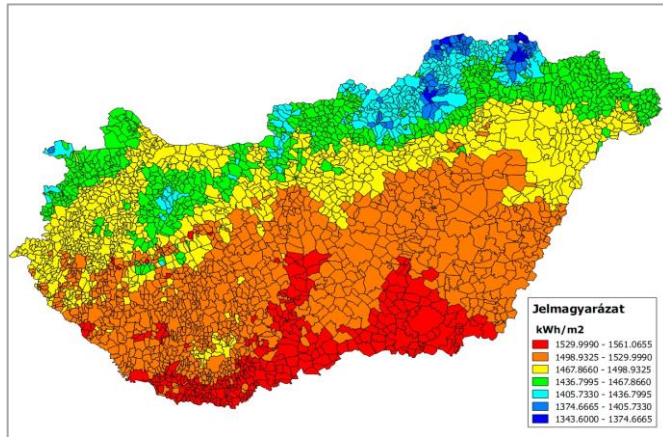 Jelmagyarázat
kWh/m2
1529.9990 - 1561.0655
1498.9325 - 1529.9990
1467.8660 - 1498.9325
1436.7995 - 1467.8660
1405.7330 - 1436.7995
1374.6665 - 1405.7330
1343.6000 - 1374.6665